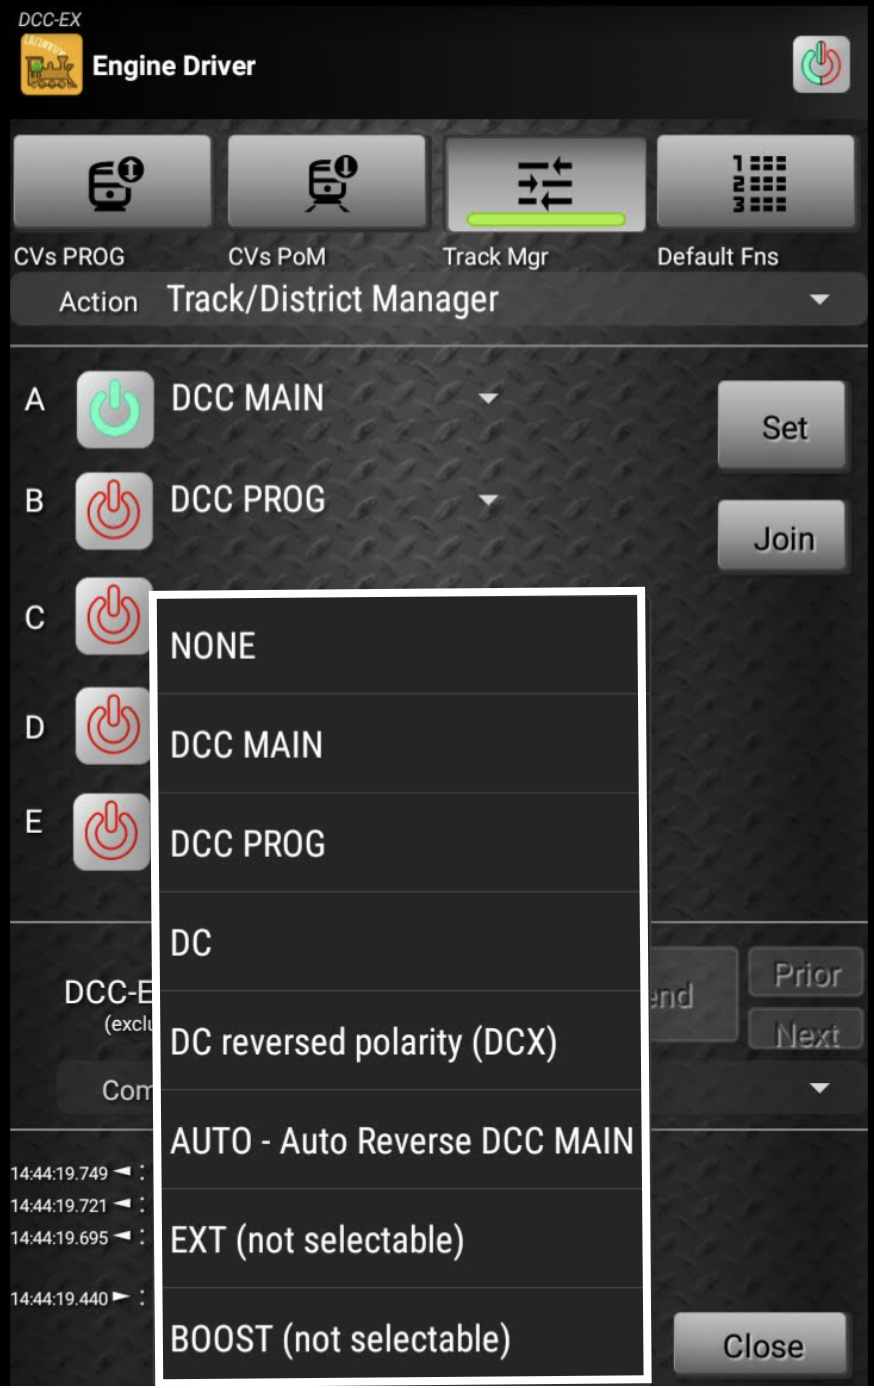 DCC-EX
Engine Driver
CVs PROG
CVs PoM
Track Mgr
1
2
3
Default Fns
Action Track/District Manager
A DCC MAIN
Set
B DCC PROG
Join
C
NONE
D
DCC MAIN
E
DCC PROG
DC
DC reversed polarity (DCX)
AUTO - Auto Reverse DCC MAIN
EXT (not selectable)
BOOST (not selectable)
DCC-E
(exclu
end
Prior
Next
Com
14:44:19.749 :
14:44:19.721 :
14:44:19.695 :
14:44:19.440 :
Close